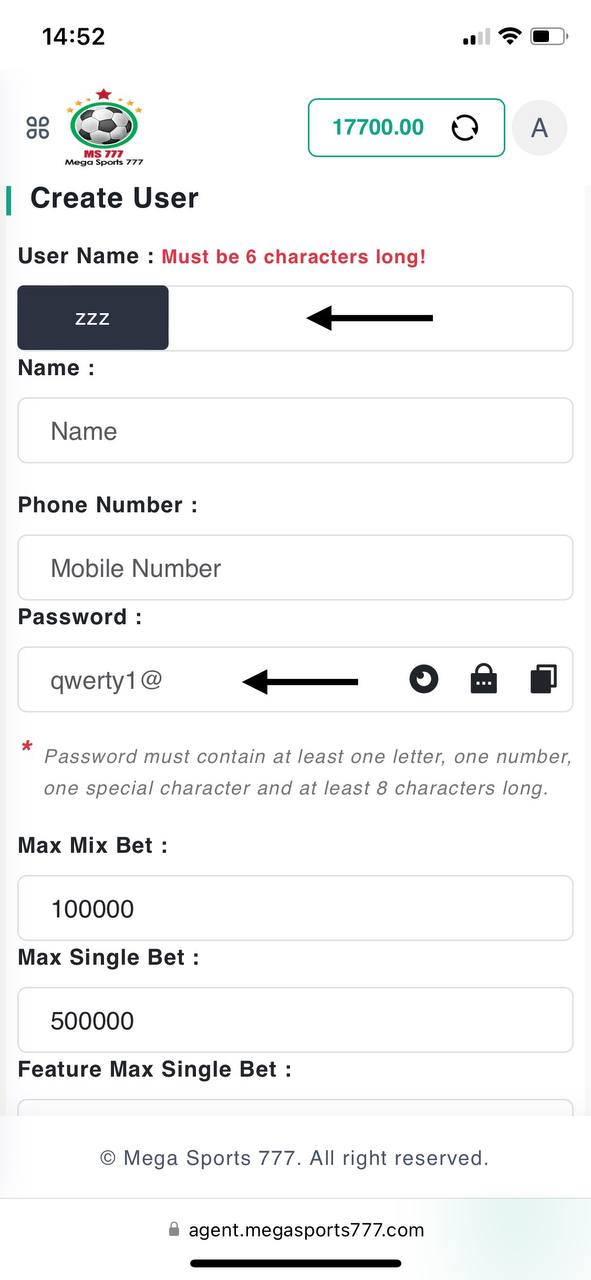 14:52
MS 777
Mega Sports 777
17700.00
A
Create User
User Name : Must be 6 characters long!
zzz
Name :
Name
Phone Number :
Mobile Number
Password :
qwerty1@
* Password must contain at least one letter, one number,
one special character and at least 8 characters long.
Max Mix Bet :
100000
Max Single Bet :
500000
Feature Max Single Bet :
© Mega Sports 777. All right reserved.
agent.megasports777.com